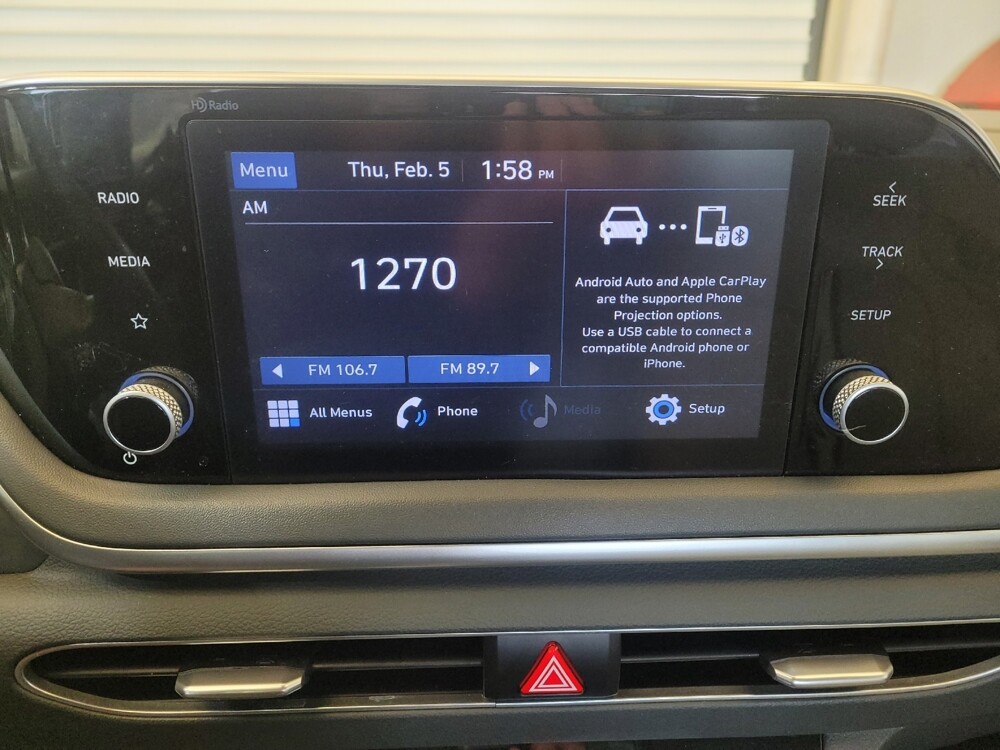 HD Radio
Menu Thu, Feb. 5 1:58 PM
RADIO
MEDIA
AM
1270
FM 106.7
FM 89.7
Android Auto and Apple CarPlay
are the supported Phone
Projection options.
Use a USB cable to connect a
compatible Android phone or
iPhone.
All Menus Phone Media Setup
SEEK
TRACK
SETUP